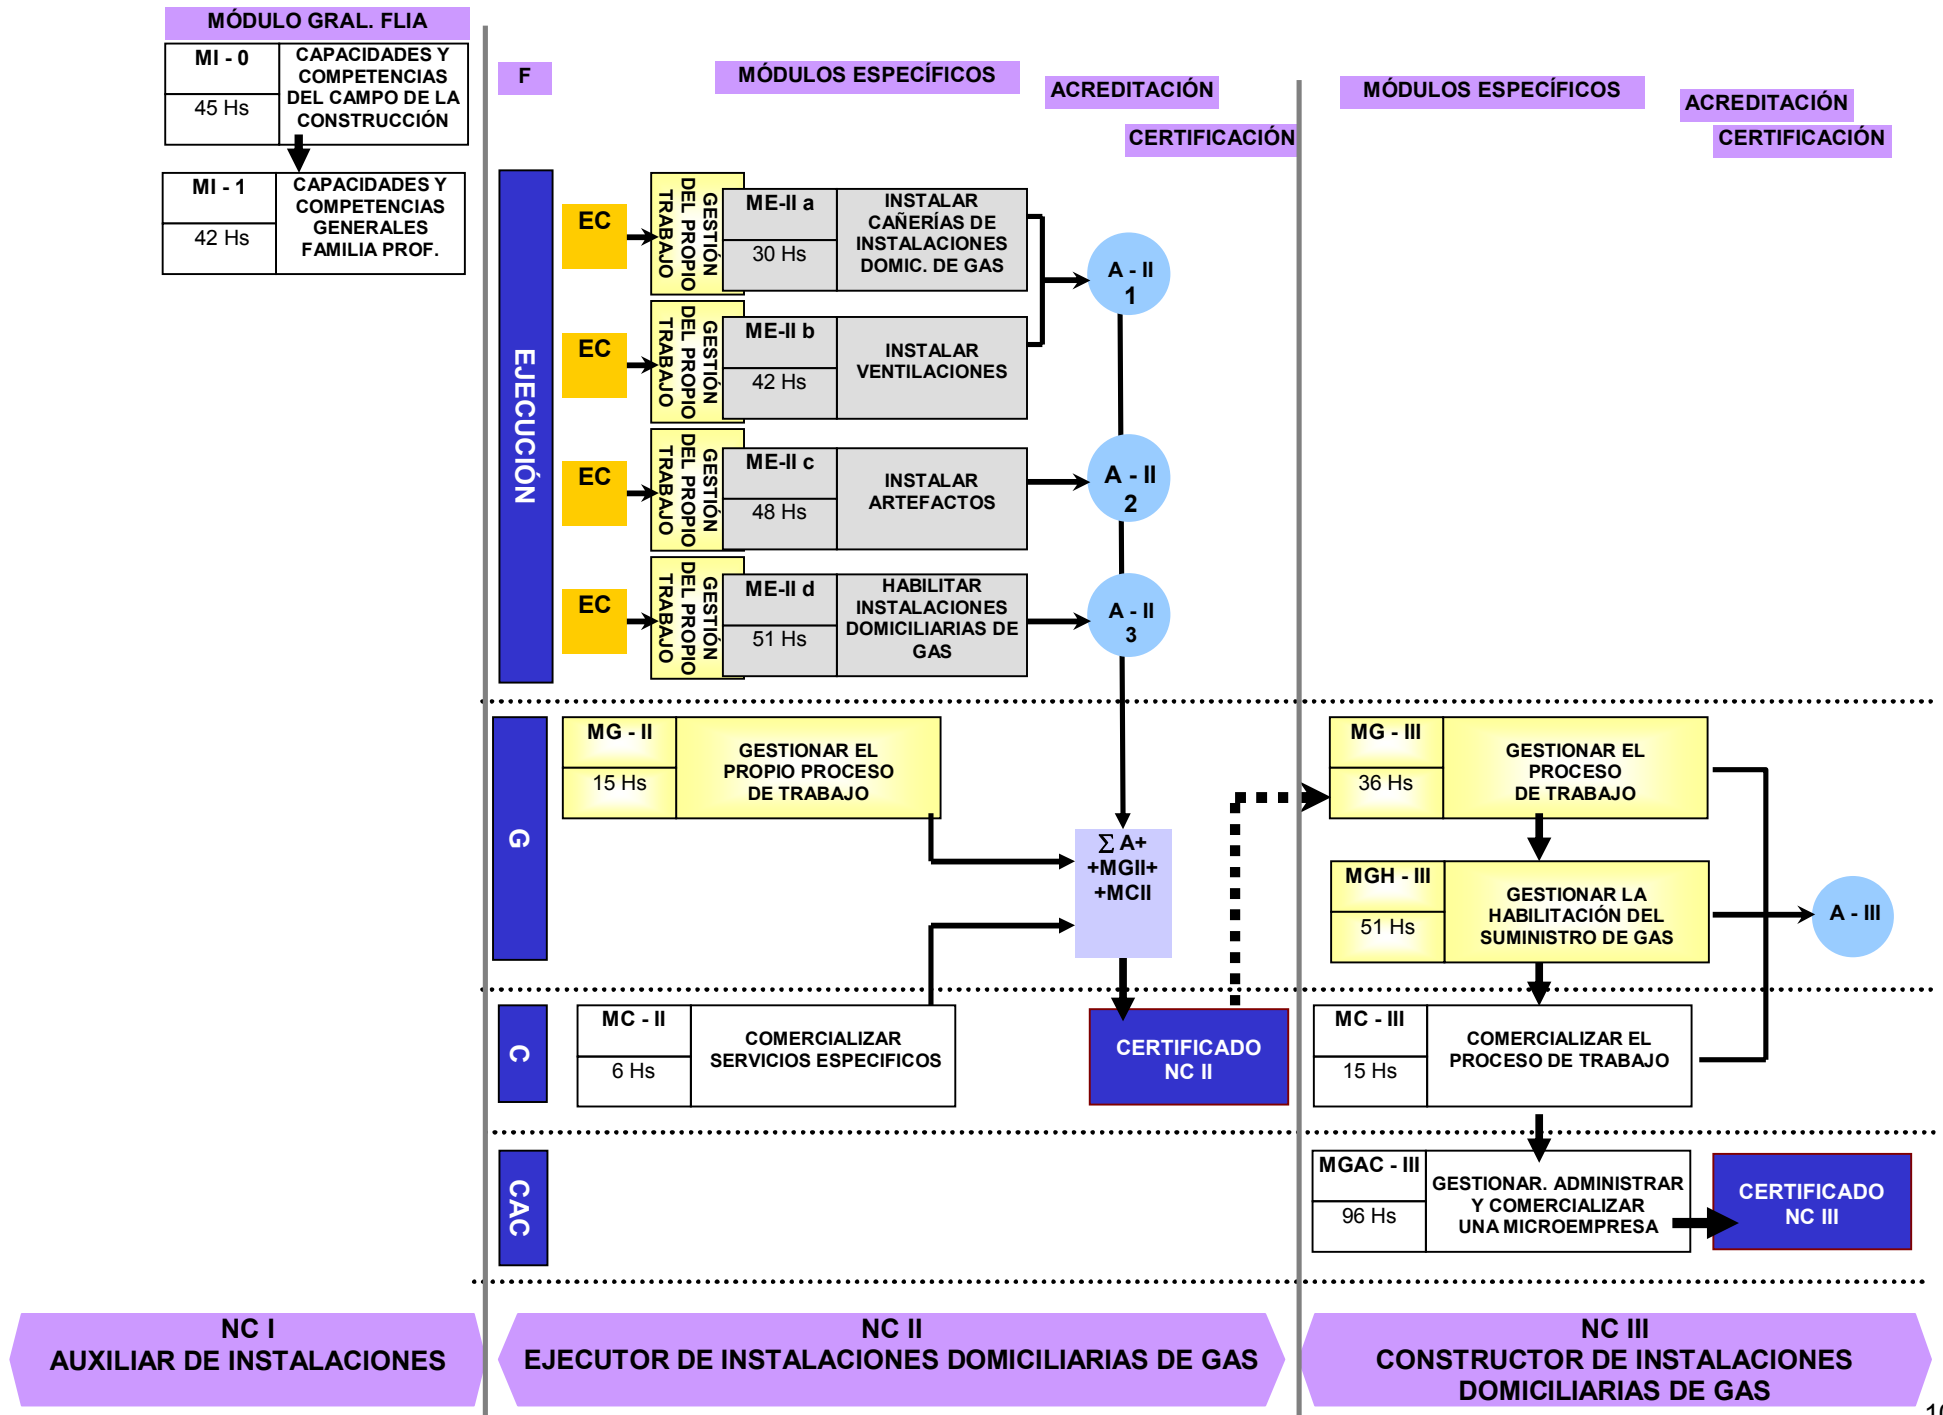 MÓDULO GRAL. FLIA
MI - 0
45 Hs
CAPACIDADES Y
COMPETENCIAS
DEL CAMPO DE LA
CONSTRUCCIÓN
MI - 1
42 Hs
CAPACIDADES Y
COMPETENCIAS
GENERALES
FAMILIA PROF.
F
MÓDULOS ESPECÍFICOS
ACREDITACIÓN
CERTIFICACIÓN
MÓDULOS ESPECÍFICOS
ACREDITACIÓN
CERTIFICACIÓN
EJECUCIÓN
EC
GESTIÓN
DEL PROPIO
TRABAJO
ME-II a
30 Hs
INSTALAR
CAÑERÍAS DE
INSTALACIONES
DOMIC. DE GAS
A - II
1
EC
GESTIÓN
DEL PROPIO
TRABAJO
ME-II b
42 Hs
INSTALAR
VENTILACIONES
EC
GESTIÓN
DEL PROPIO
TRABAJO
ME-II c
48 Hs
INSTALAR
ARTEFACTOS
A - II
2
EC
GESTIÓN
DEL PROPIO
TRABAJO
ME-II d
51 Hs
HABILITAR
INSTALACIONES
DOMICILIARIAS DE
GAS
A - II
3
G
MG - II
15 Hs
GESTIONAR EL
PROPIO PROCESO
DE TRABAJO
∑ A+
+MGII+
+MCII
MG - III
36 Hs
GESTIONAR EL
PROCESO
DE TRABAJO
MGH - III
51 Hs
GESTIONAR LA
HABILITACIÓN DEL
SUMINISTRO DE GAS
A - III
C
MC - II
6 Hs
COMERCIALIZAR
SERVICIOS ESPECIFICOS
CERTIFICADO
NC II
MC - III
15 Hs
COMERCIALIZAR EL
PROCESO DE TRABAJO
CAC
MGAC - III
96 Hs
GESTIONAR. ADMINISTRAR
Y COMERCIALIZAR
UNA MICROEMPRESA
CERTIFICADO
NC III
NC I
AUXILIAR DE INSTALACIONES
NC II
EJECUTOR DE INSTALACIONES DOMICILIARIAS DE GAS
NC III
CONSTRUCTOR DE INSTALACIONES
DOMICILIARIAS DE GAS